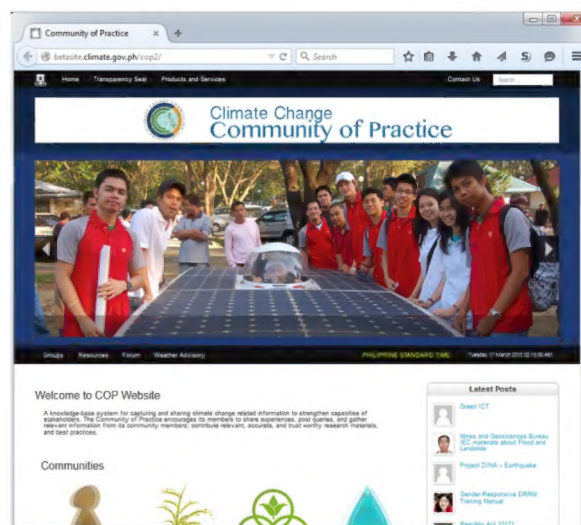 Community of Practice
betasite.climate.gov.ph/cop2/
Search
Home Transparency Seal Products and Services
Contact Us
Search ...
Climate Change
Community of Practice
Groups Resources Forum Weather Advisory
PHILIPPINE STANDARD TIME
Welcome to COP Website
A knowledge-base system for capturing and sharing climate change related information to strengthen capacities of
stakeholders. The Community of Practice encourages its members to share experiences, post queries, and gather
relevant information from its community members; contribute relevant, accurate, and trust worthy research materials,
and best practices.
Communities
Latest Posts
Green ICT
Mines and Geosciences Bureau
IEC materials about Flood and
Landslide
Project DINA – Earthquake
Gender-Responsive DRRM
Training Manual